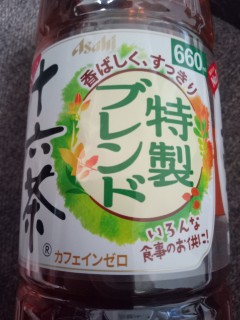 Asahi
660
香ばしく、すっきり
特製
ブレンド
十六茶®
カフェインゼロ
いろんな
食事のお供に!